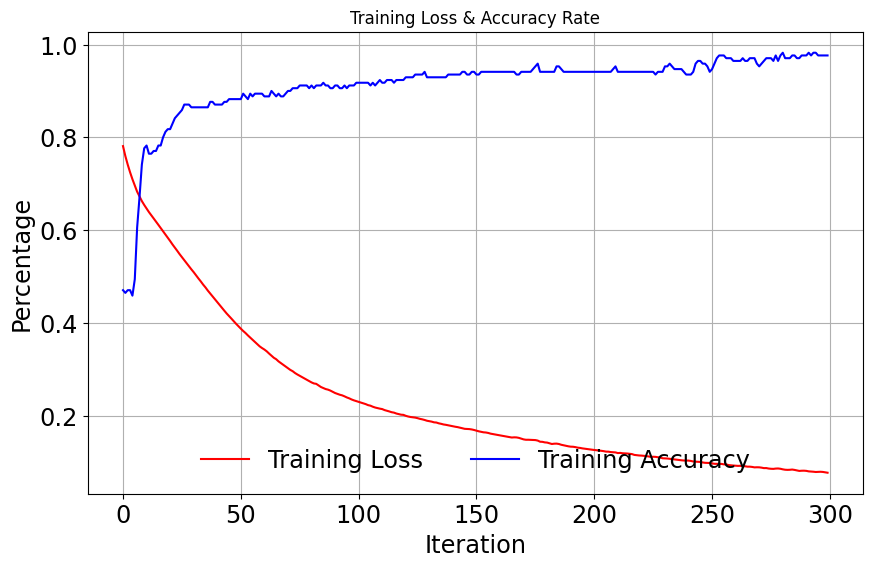 Training Loss & Accuracy Rate
1.0
0.8
0.6
0.4
0.2
Percentage
Training Loss
Training Accuracy
0 50 100 150 200 250 300
Iteration